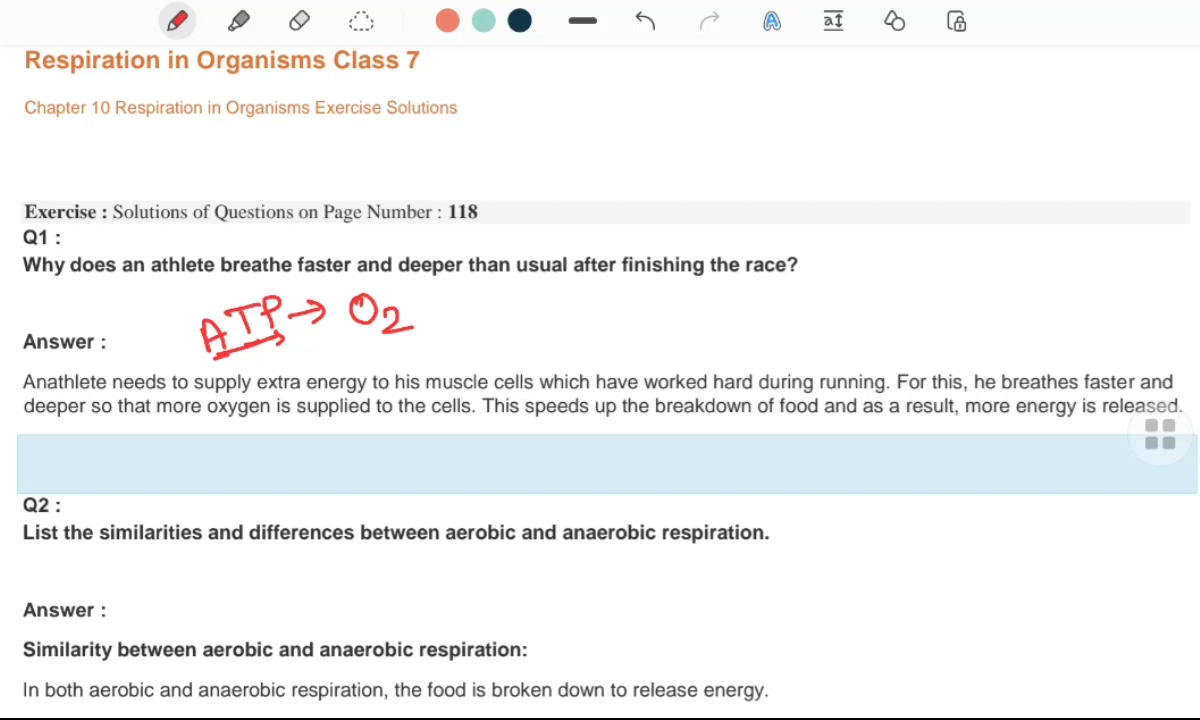 Respiration in Organisms Class 7
Chapter 10 Respiration in Organisms Exercise Solutions
Exercise : Solutions of Questions on Page Number : 118
Q1 :
Why does an athlete breathe faster and deeper than usual after finishing the race?
ATP → O2
Answer :
Anathlete needs to supply extra energy to his muscle cells which have worked hard during running. For this, he breathes faster and
deeper so that more oxygen is supplied to the cells. This speeds up the breakdown of food and as a result, more energy is released.
Q2 :
List the similarities and differences between aerobic and anaerobic respiration.
Answer :
Similarity between aerobic and anaerobic respiration:
In both aerobic and anaerobic respiration, the food is broken down to release energy.